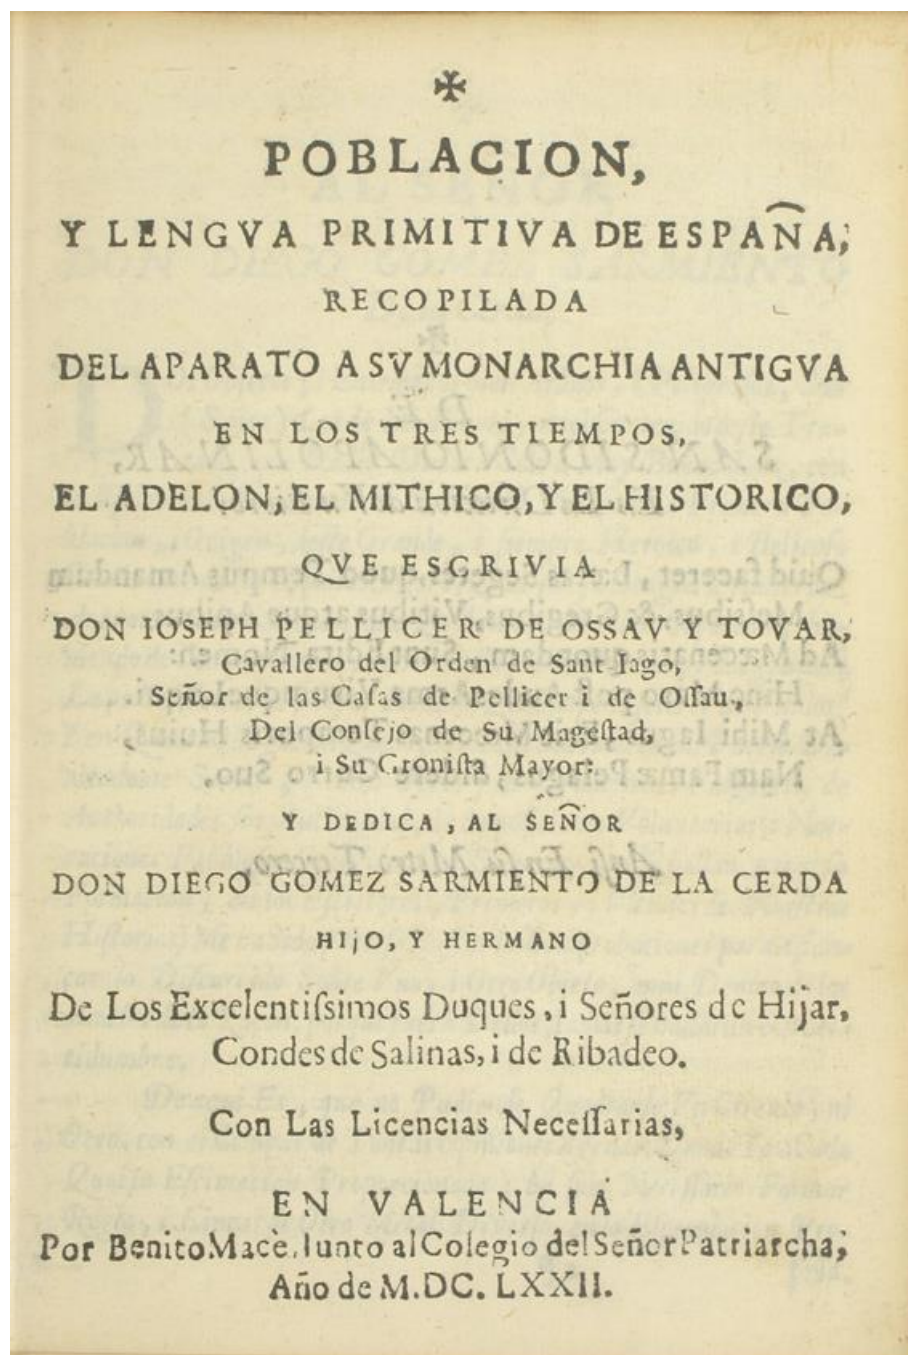 ✠
POBLACION,
Y LENGVA PRIMITIVA DE ESPAÑA,
RECOPILADA
DEL APARATO A SV MONARCHIA ANTIGVA
EN LOS TRES TIEMPOS,
EL ADELON, EL MITHICO, Y EL HISTORICO,
QVE ESCRIVIA
DON IOSEPH PELLICER DE OSSAV Y TOVAR,
Cavallero del Orden de Sant Iago,
Señor de las Caſas de Pellicer i de Oſſau,
Del Conſejo de Su Mageſtad,
i Su Croniſta Mayor:
Y DEDICA, AL SEÑOR
DON DIEGO GOMEZ SARMIENTO DE LA CERDA
HIjO, Y HERMANO
De Los Excelentiſsimos Duques, i Señores de Hijar,
Condes de Salinas, i de Ribadeo.
Con Las Licencias Neceſſarias,
EN VALENCIA
Por Benito Macè, Iunto al Colegio del Señor Patriarcha,
Año de M.DC. LXXII.